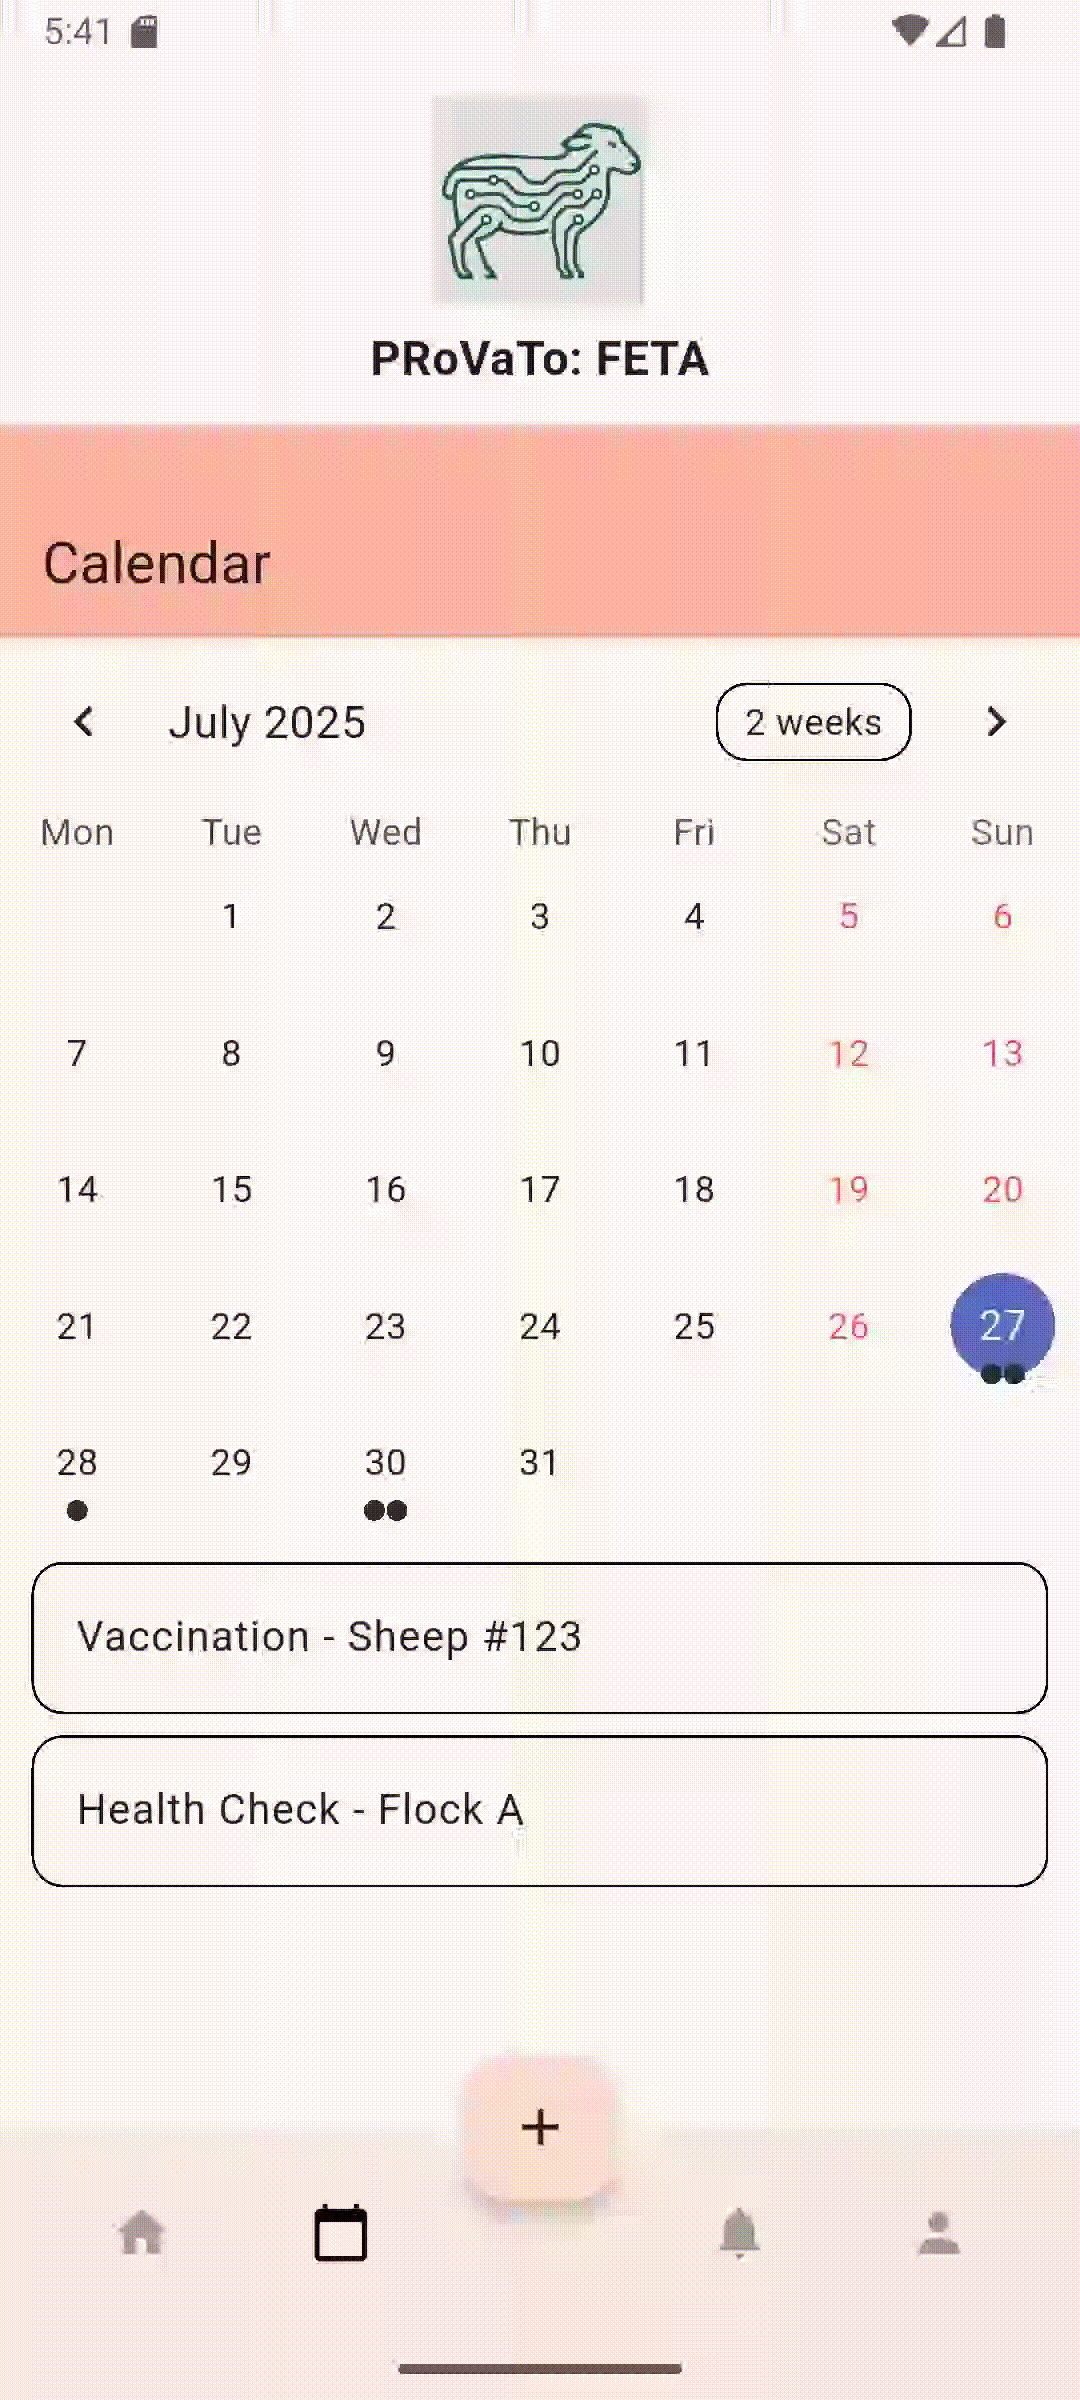 5:41
PRoVaTo: FETA
Calendar
July 2025 2 weeks
Mon Tue Wed Thu Fri Sat Sun
1 2 3 4 5 6
7 8 9 10 11 12 13
14 15 16 17 18 19 20
21 22 23 24 25 26 27
28 29 30 31
Vaccination - Sheep #123
Health Check - Flock A
+